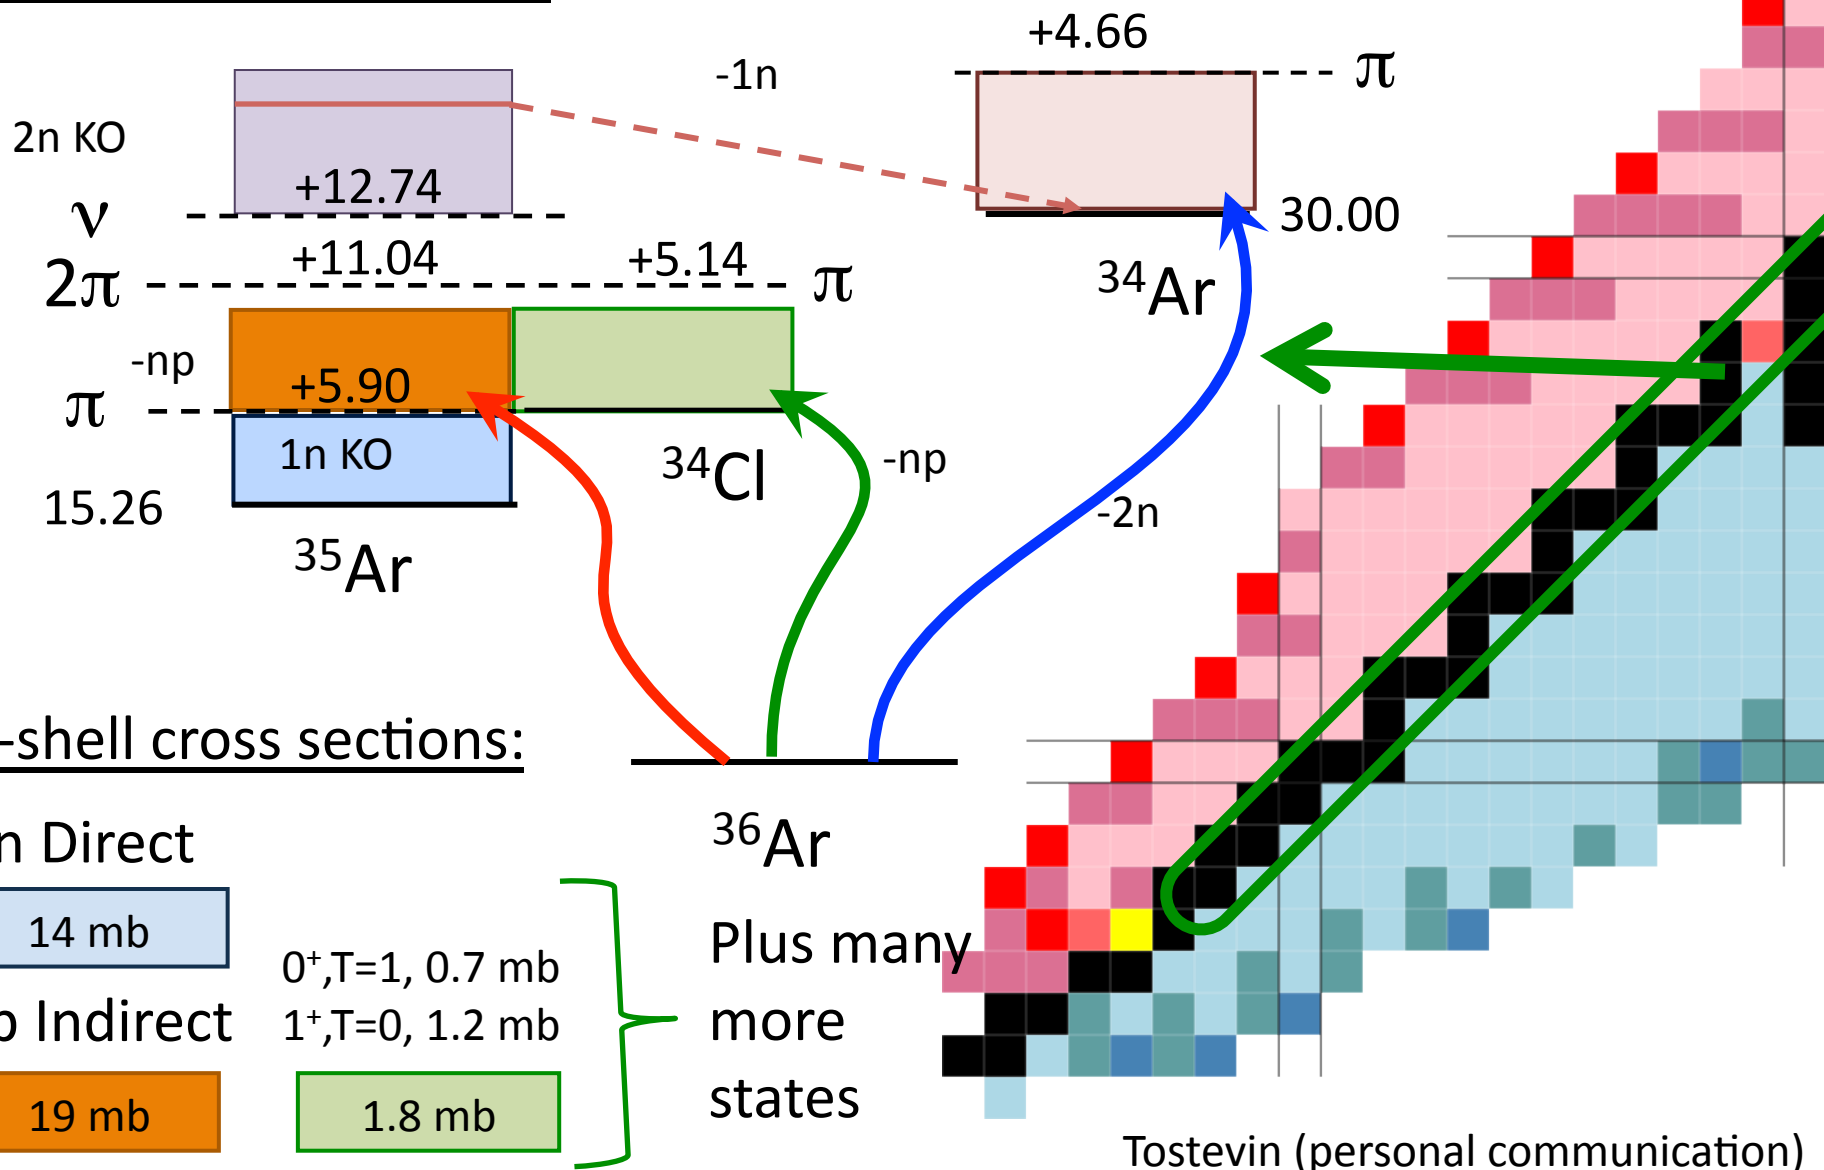 +4.66
-1n
π
2n KO
+12.74
ν
30.00
+11.04
+5.14
2π
π
34Ar
-np
+5.90
π
1n KO
34Cl
-np
15.26
-2n
35Ar
-shell cross sections:
36Ar
n Direct
14 mb
Plus many
0+,T=1, 0.7 mb
Indirect
1+,T=0, 1.2 mb
more
19 mb
1.8 mb
states
Tostevin (personal communication)